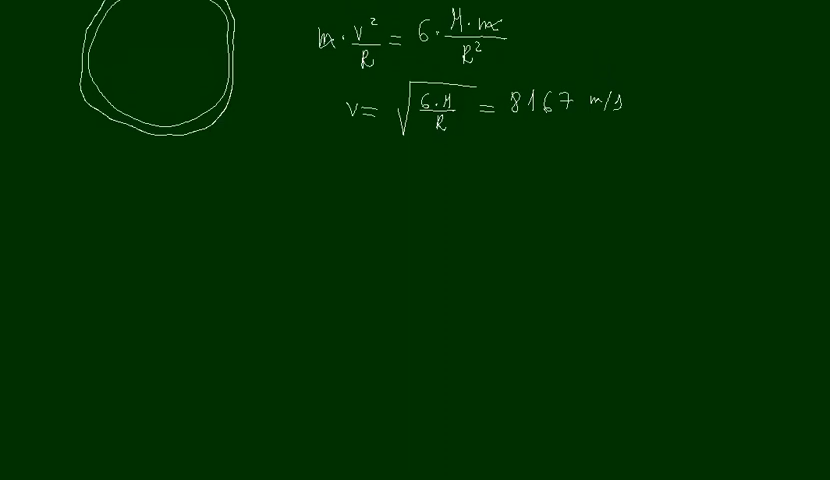 m · v²/R = G · M · m/R²
v = √(G · M/R) = 8167 m/s